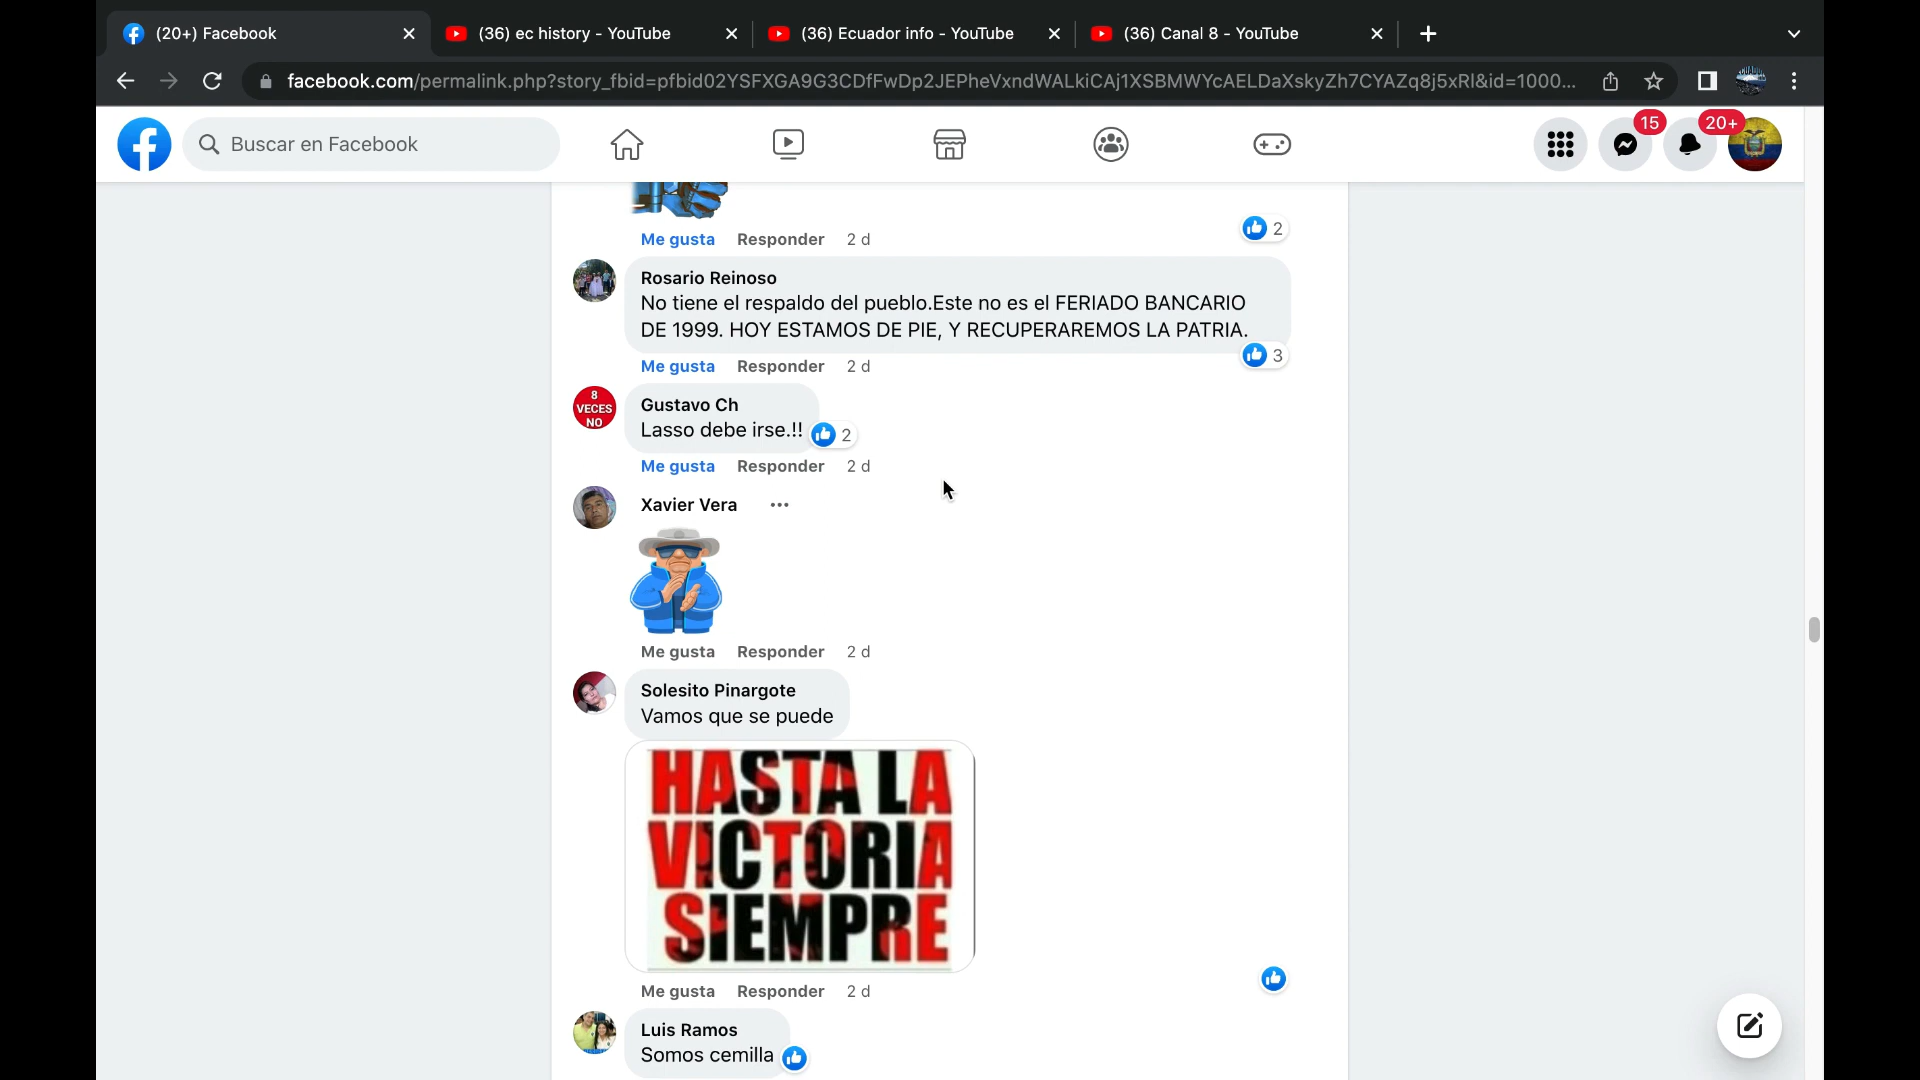 (20+) Facebook
(36) ec history - YouTube
(36) Ecuador info - YouTube
(36) Canal 8 - YouTube
facebook.com/permalink.php?story_fbid=pfbid02YSFXGA9G3CDfFwDp2JEPheVxndWALkiCAj1XSBMWYcAELDaXskyZh7CYAZq8j5xRl&id=1000...
Buscar en Facebook
15
20+
2
Me gusta Responder 2 d
Rosario Reinoso
No tiene el respaldo del pueblo.Este no es el FERIADO BANCARIO
DE 1999. HOY ESTAMOS DE PIE, Y RECUPERAREMOS LA PATRIA.
3
Me gusta Responder 2 d
8
VECES
NO
Gustavo Ch
Lasso debe irse.!!
2
Me gusta Responder 2 d
Xavier Vera
Me gusta Responder 2 d
Solesito Pinargote
Vamos que se puede
HASTA LA
VICTORIA
SIEMPRE
Me gusta Responder 2 d
Luis Ramos
Somos cemilla